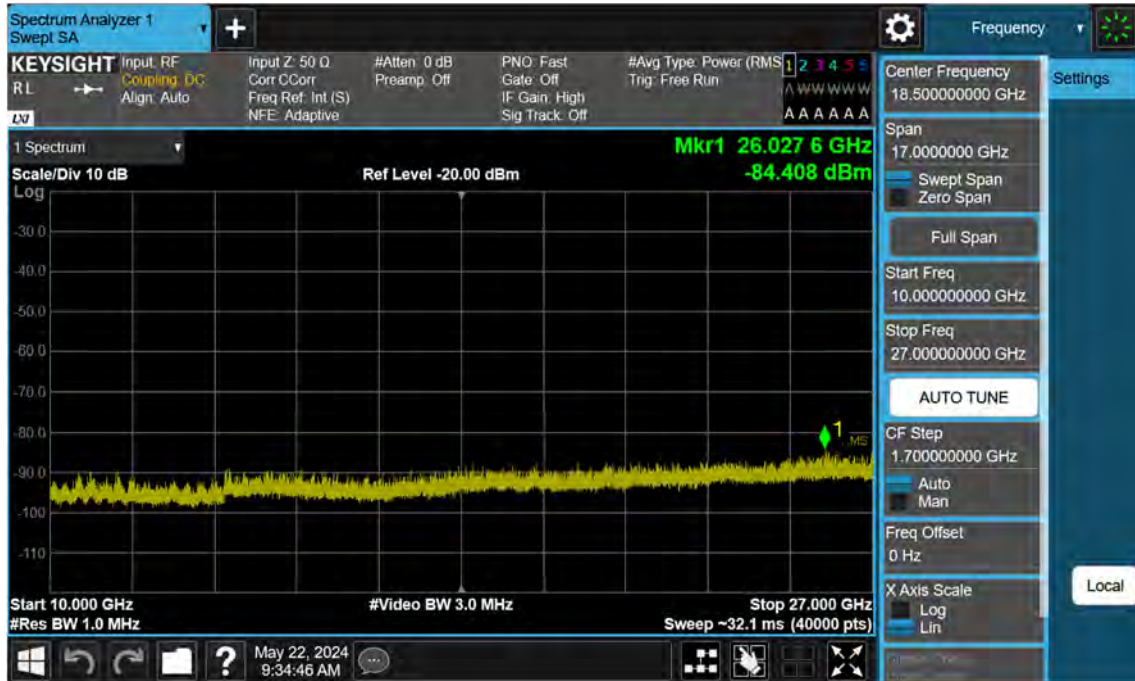 Spectrum Analyzer 1
Swept SA
+
Frequency
KEYSIGHT
RL
LXI
Input: RF
Coupling: DC
Align: Auto
Input Z: 50 Ω
Corr CCorr
Freq Ref: Int (S)
NFE: Adaptive
#Atten: 0 dB
Preamp: Off
PNO: Fast
Gate: Off
IF Gain: High
Sig Track: Off
#Avg Type: Power (RMS
Trig: Free Run
1 2 3 4 5 6
A W W W W W
A A A A A A
1 Spectrum
Scale/Div 10 dB
Log
Ref Level -20.00 dBm
Mkr1 26.027 6 GHz
-84.408 dBm
-30.0
-40.0
-50.0
-60.0
-70.0
-80.0
-90.0
-100
-110
1
Start 10.000 GHz
#Res BW 1.0 MHz
#Video BW 3.0 MHz
Stop 27.000 GHz
Sweep ~32.1 ms (40000 pts)
?
May 22, 2024
9:34:46 AM
Center Frequency
18.500000000 GHz
Span
17.0000000 GHz
Swept Span
Zero Span
Full Span
Start Freq
10.000000000 GHz
Stop Freq
27.000000000 GHz
AUTO TUNE
CF Step
1.700000000 GHz
Auto
Man
Freq Offset
0 Hz
X Axis Scale
Log
Lin
Settings
Local